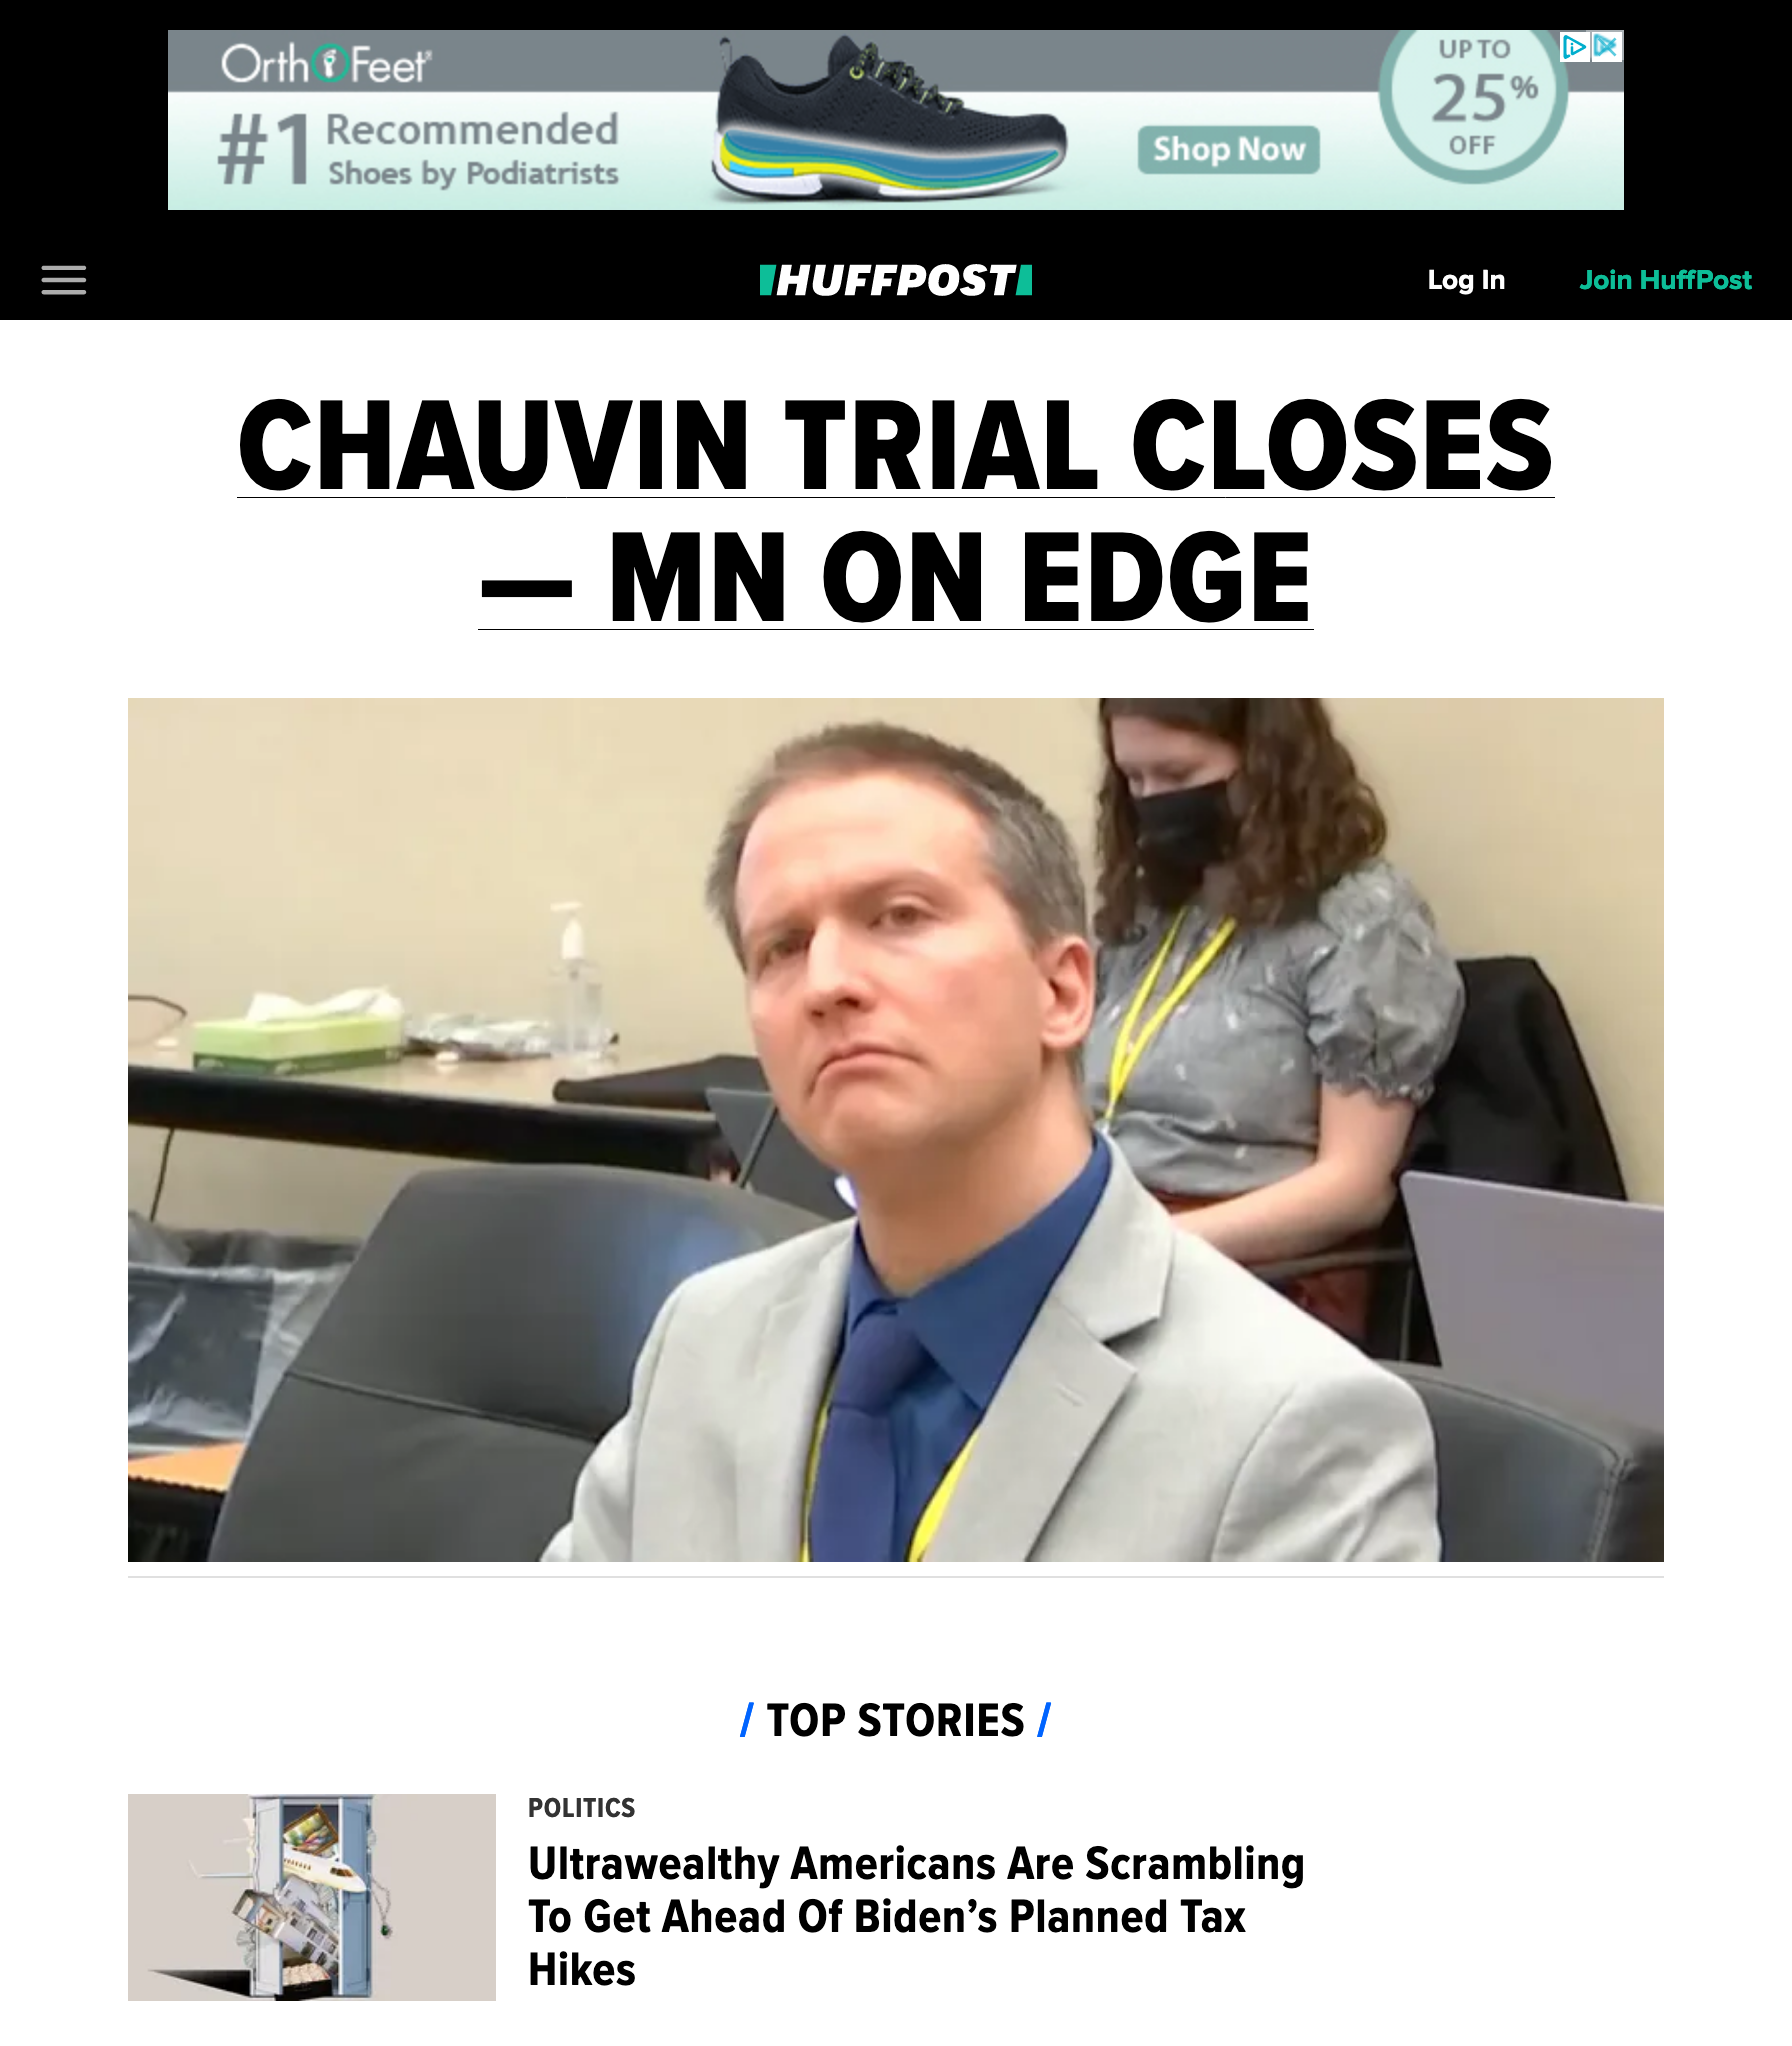 OrthoFeet
#1 Recommended
Shoes by Podiatrists
Shop Now
UP TO
25%
OFF
HUFFPOST
Log In
Join HuffPost
CHAUVIN TRIAL CLOSES
— MN ON EDGE
/ TOP STORIES /
POLITICS
Ultrawealthy Americans Are Scrambling
To Get Ahead Of Biden’s Planned Tax
Hikes